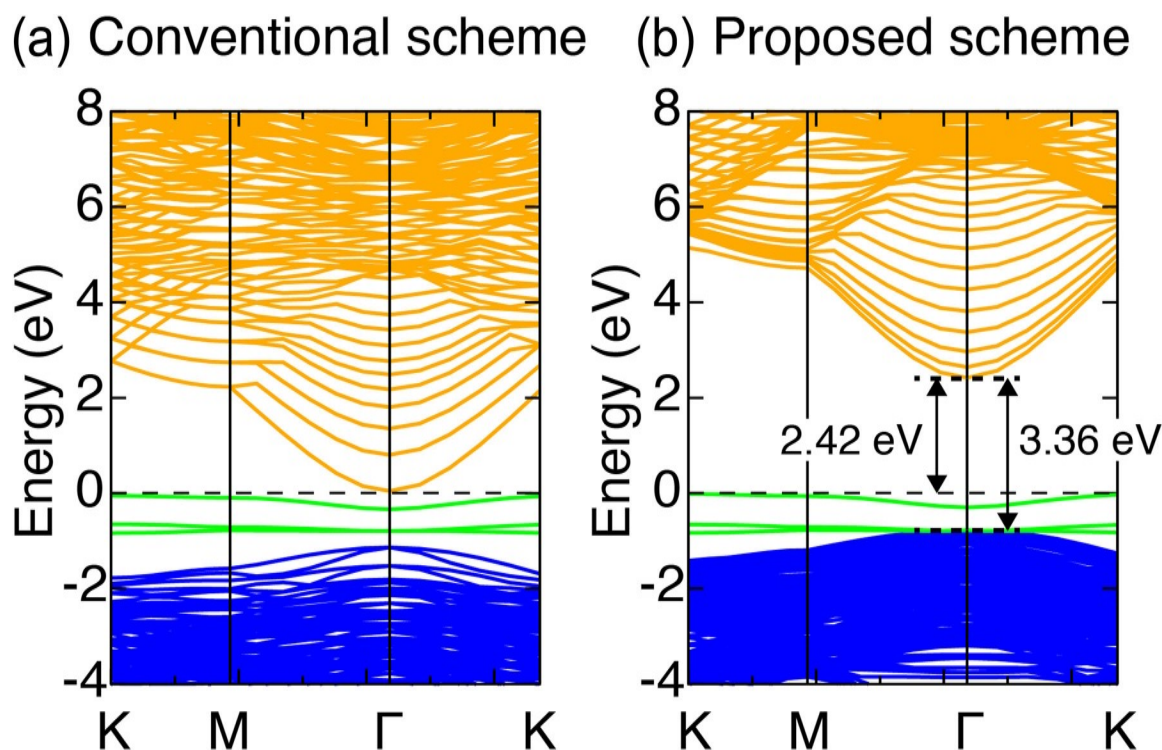 (a) Conventional scheme
(b) Proposed scheme
Energy (eV)
8
6
4
2
0
-2
-4
K
M
Γ
K
Energy (eV)
8
6
4
2
0
-2
-4
2.42 eV
3.36 eV
K
M
Γ
K